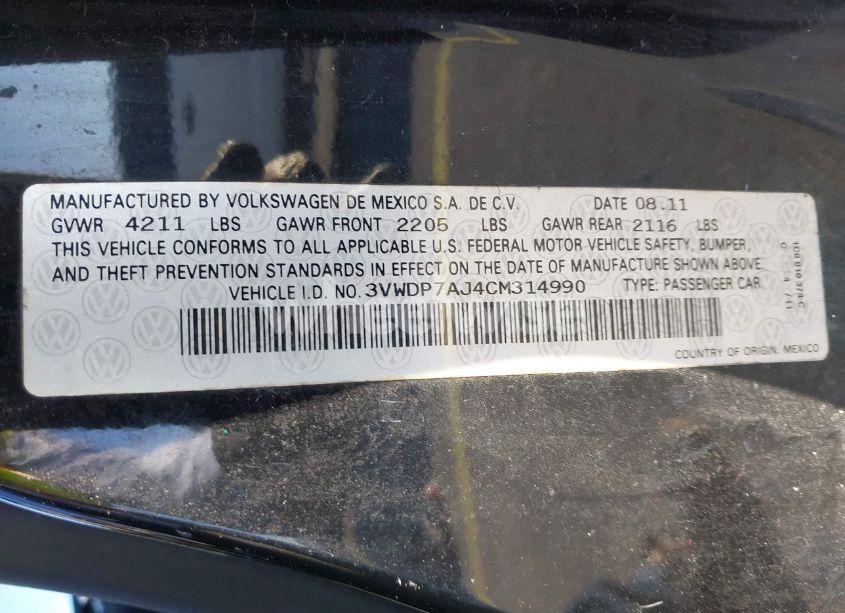 MANUFACTURED BY VOLKSWAGEN DE MEXICO S.A. DE C.V. DATE 08.11
GVWR 4211 LBS GAWR FRONT 2205 LBS GAWR REAR 2116 LBS
THIS VEHICLE CONFORMS TO ALL APPLICABLE U.S. FEDERAL MOTOR VEHICLE SAFETY, BUMPER,
AND THEFT PREVENTION STANDARDS IN EFFECT ON THE DATE OF MANUFACTURE SHOWN ABOVE.
VEHICLE I.D. NO. 3VWDP7AJ4CM314990 TYPE: PASSENGER CAR
COUNTRY OF ORIGIN: MEXICO